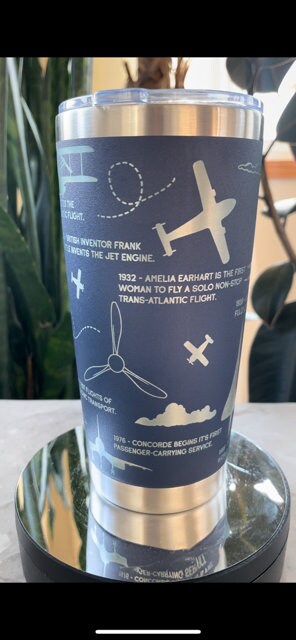 TO THE
FLIGHT.
BRITISH INVENTOR FRANK
INVENTS THE JET ENGINE.
1932 - AMELIA EARHART IS THE FIRST
WOMAN TO FLY A SOLO NON-STOP
TRANS-ATLANTIC FLIGHT.
FLIGHTS OF
TRANSPORT.
1976 - CONCORDE BEGINS IT'S FIRST
PASSENGER-CARRYING SERVICE.